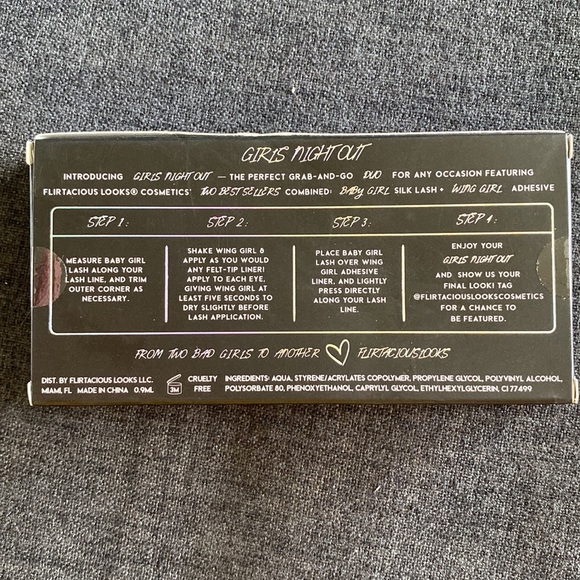 GIRLS NIGHT OUT
INTRODUCING GIRLS NIGHT OUT — THE PERFECT GRAB-AND-GO DUO FOR ANY OCCASION FEATURING
FLIRTACIOUS LOOKS® COSMETICS' TWO BEST SELLERS COMBINED: BABY GIRL SILK LASH + WING GIRL ADHESIVE
STEP 1:
MEASURE BABY GIRL
LASH ALONG YOUR
LASH LINE, AND TRIM
OUTER CORNER AS
NECESSARY.
STEP 2:
SHAKE WING GIRL &
APPLY AS YOU WOULD
ANY FELT-TIP LINER!
APPLY TO EACH EYE,
GIVING WING GIRL AT
LEAST FIVE SECONDS TO
DRY SLIGHTLY BEFORE
LASH APPLICATION.
STEP 3:
PLACE BABY GIRL
LASH OVER WING
GIRL ADHESIVE
LINER, AND LIGHTLY
PRESS DIRECTLY
ALONG YOUR LASH
LINE.
STEP 4:
ENJOY YOUR
GIRLS NIGHT OUT
AND SHOW US YOUR
FINAL LOOK! TAG
@FLIRTACIOUSLOOKSCOSMETICS
FOR A CHANCE TO
BE FEATURED.
FROM TWO BAD GIRLS TO ANOTHER FLIRTACIOUSLOOKS
DIST. BY FLIRTACIOUS LOOKS LLC.
MIAMI, FL MADE IN CHINA 0.9ML
3M
CRUELTY
FREE
INGREDIENTS: AQUA, STYRENE/ACRYLATES COPOLYMER, PROPYLENE GLYCOL, POLYVINYL ALCOHOL,
POLYSORBATE 80, PHENOXYETHANOL, CAPRYLYL GLYCOL, ETHYLHEXYLGLYCERIN, CI 77499